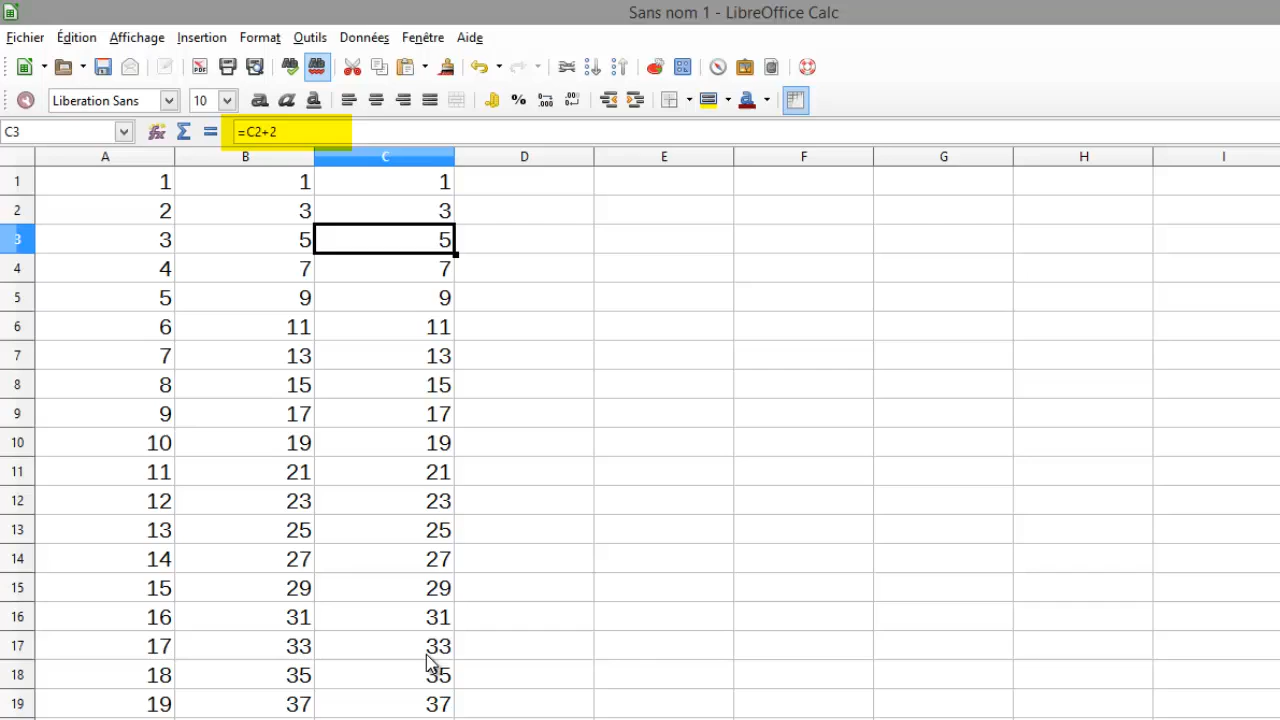 Sans nom 1 - LibreOffice Calc
Fichier Édition Affichage Insertion Format Outils Données Fenêtre Aide
Liberation Sans 10
C3 =C2+2
A B C D E F G H I
1 1 1 1
2 2 3 3
3 3 5 5
4 4 7 7
5 5 9 9
6 6 11 11
7 7 13 13
8 8 15 15
9 9 17 17
10 10 19 19
11 11 21 21
12 12 23 23
13 13 25 25
14 14 27 27
15 15 29 29
16 16 31 31
17 17 33 33
18 18 35 35
19 19 37 37